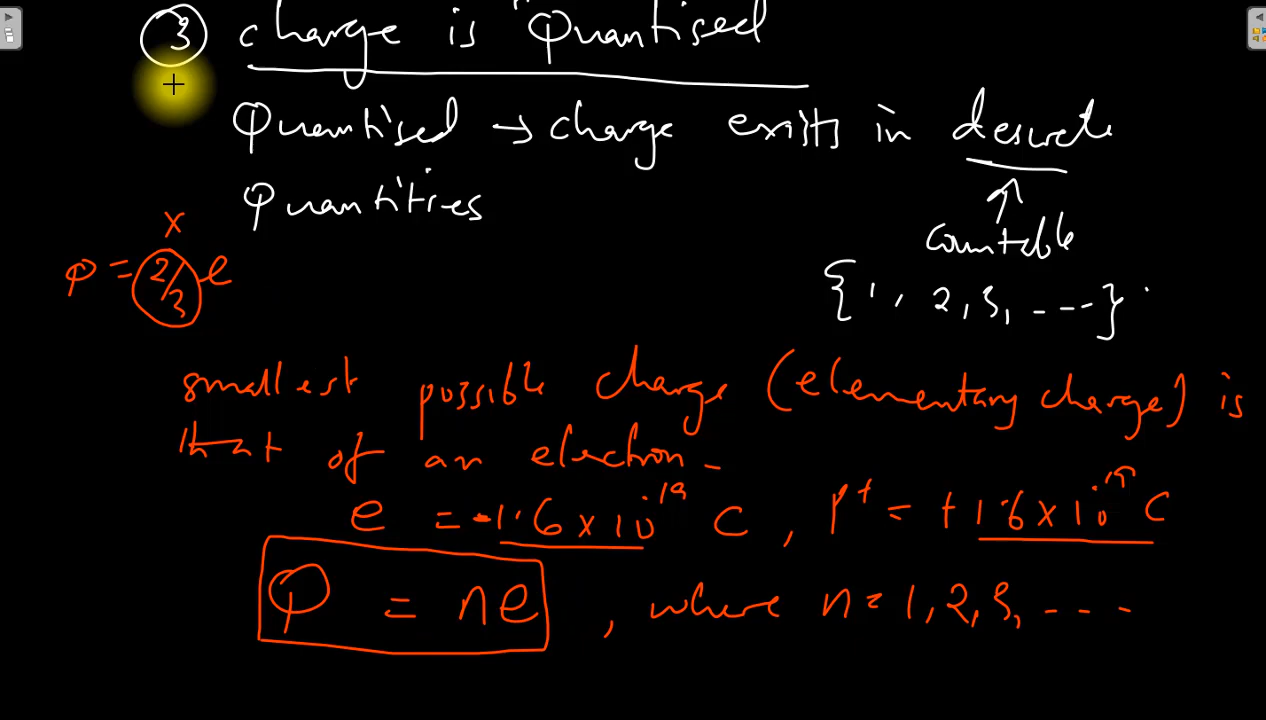 ③ charge is "Quantised
Quantised → charge exists in descrete
Quantities
countable
{1, 2, 3, ----}
x
Q = 2/3 e
smallest possible charge (elementary charge) is
that of an electron.
e = -1.6 x 10^-19 C, p^+ = +1.6 x 10^-19 C
Q = ne, where n = 1, 2, 3, ----